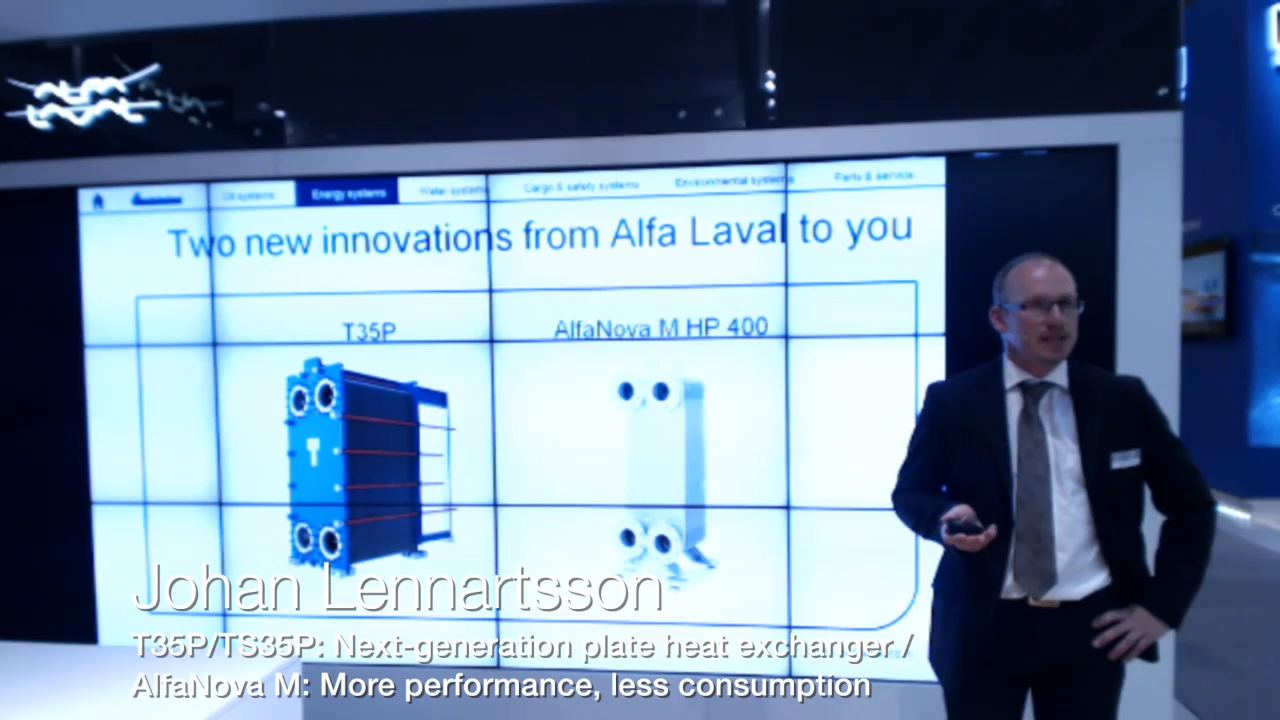 Oil systems
Energy systems
Water systems
Cargo & safety systems
Environmental systems
Parts & service
Two new innovations from Alfa Laval to you
T35P
AlfaNova M HP 400
T
Johan Lennartsson
T35P/TS35P: Next-generation plate heat exchanger /
AlfaNova M: More performance, less consumption